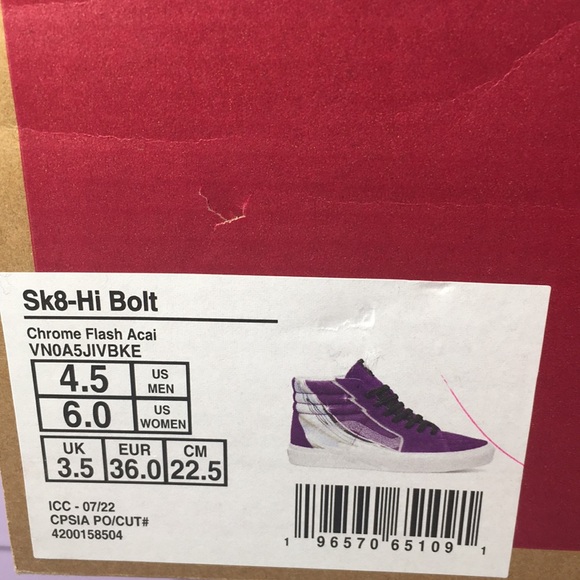 Sk8-Hi Bolt
Chrome Flash Acai
VN0A5JIVBKE
4.5 US MEN
6.0 US WOMEN
UK EUR CM
3.5 36.0 22.5
ICC - 07/22
CPSIA PO/CUT#
4200158504
1 96570 65109 1